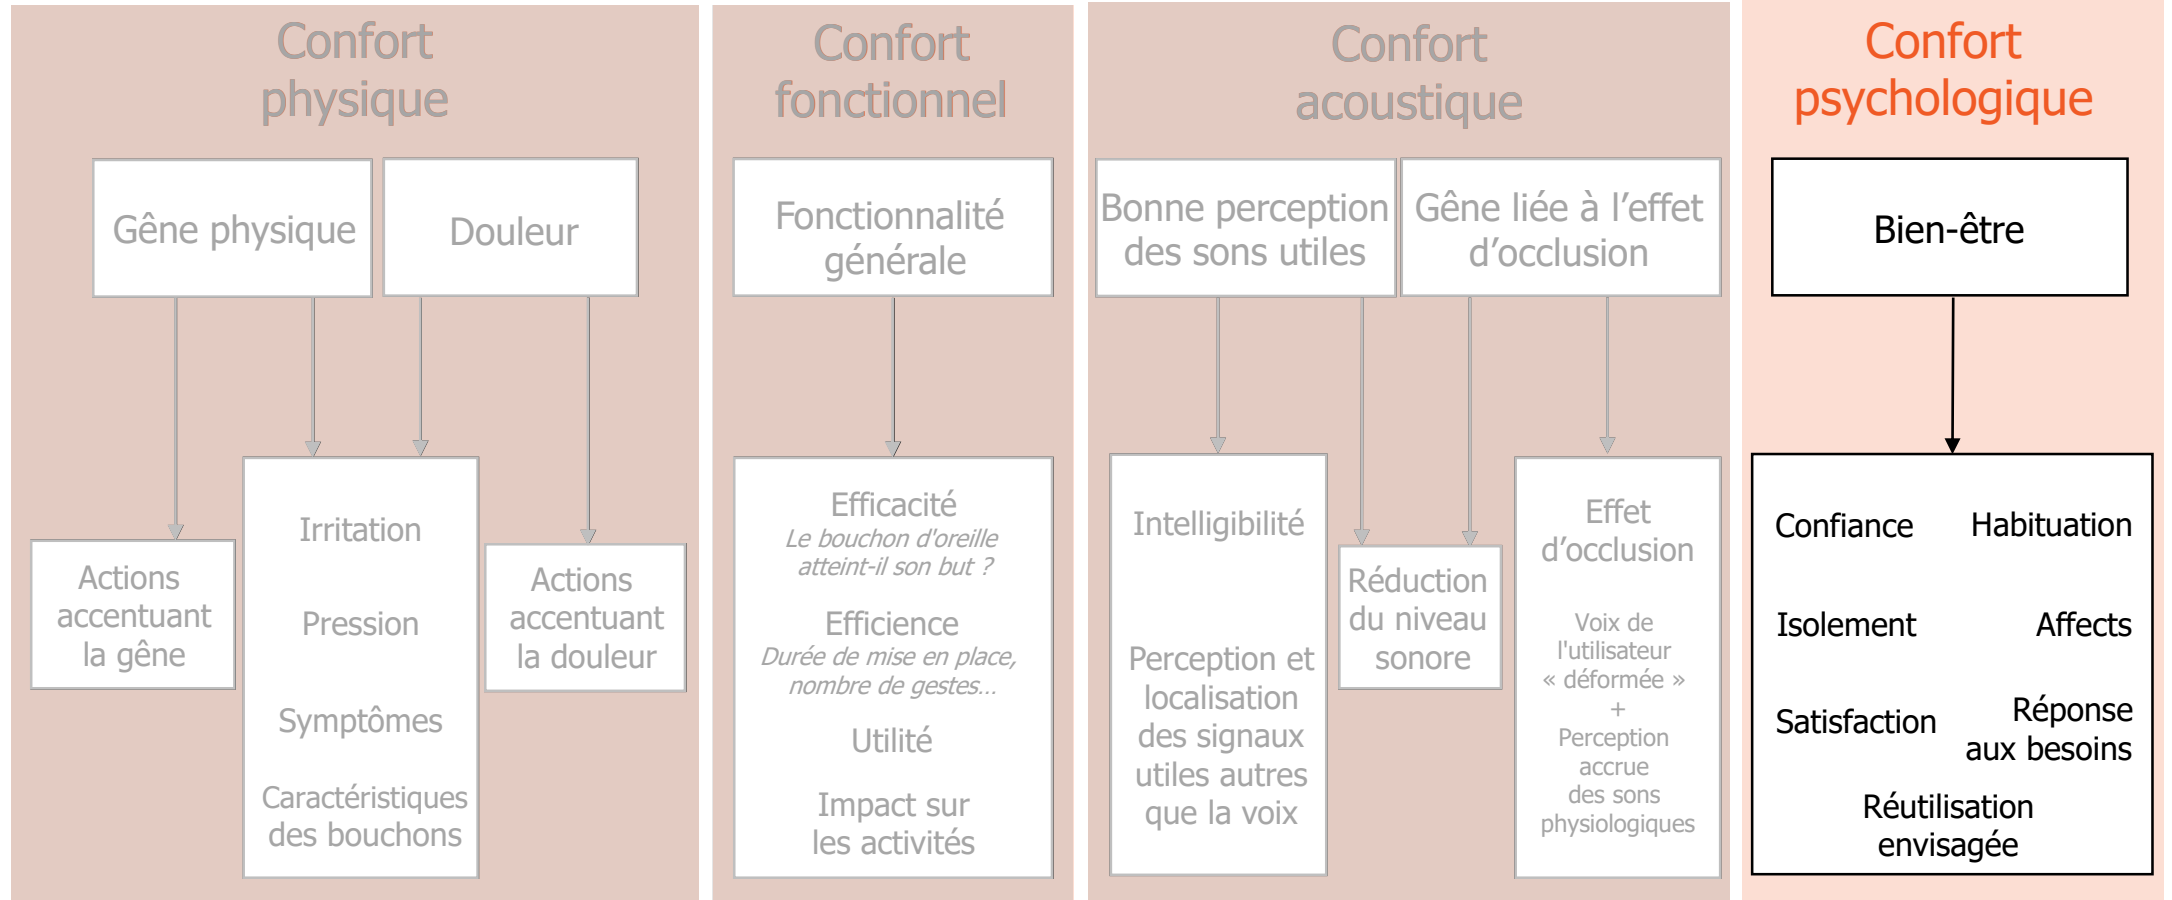 Confort
physique
Gêne physique
Douleur
Actions
accentuant
la gêne
Irritation
Pression
Symptômes
Caractéristiques
des bouchons
Actions
accentuant
la douleur
Confort
fonctionnel
Fonctionnalité
générale
Efficacité
Le bouchon d'oreille
atteint-il son but ?
Efficience
Durée de mise en place,
nombre de gestes...
Utilité
Impact sur
les activités
Confort
acoustique
Bonne perception
des sons utiles
Gêne liée à l’effet
d’occlusion
Intelligibilité
Perception et
localisation
des signaux
utiles autres
que la voix
Réduction
du niveau
sonore
Effet
d’occlusion
Voix de
l'utilisateur
« déformée »
+
Perception
accrue
des sons
physiologiques
Confort
psychologique
Bien-être
Confiance
Habituation
Isolement
Affects
Satisfaction
Réponse
aux besoins
Réutilisation
envisagée